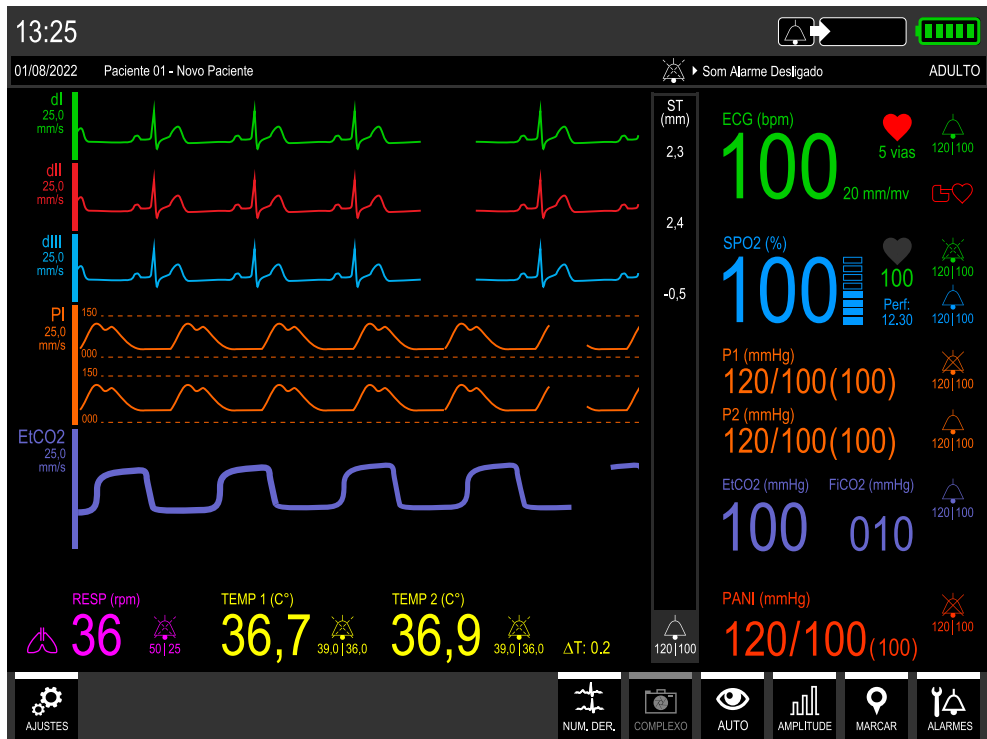 13:25
01/08/2022 Paciente 01 - Novo Paciente Som Alarme Desligado ADULTO
dI
25,0
mm/s
dII
25,0
mm/s
dIII
25,0
mm/s
PI
25,0
mm/s
150
000
150
000
EtCO2
25,0
mm/s
ST
(mm)
2,3
2,4
-0,5
120|100
ECG (bpm)
100
5 vias
20 mm/mv
120|100
SPO2 (%)
100
100
Perf:
12.30
120|100
120|100
P1 (mmHg)
120/100(100)
120|100
P2 (mmHg)
120/100(100)
120|100
EtCO2 (mmHg) FiCO2 (mmHg)
100 010
120|100
RESP (rpm)
36
50|25
TEMP 1 (C°)
36,7
39,0|36,0
TEMP 2 (C°)
36,9
39,0|36,0
ΔT: 0.2
PANI (mmHg)
120/100(100)
120|100
AJUSTES
NUM. DER.
COMPLEXO
AUTO
AMPLÍTUDE
MARCAR
ALARMES